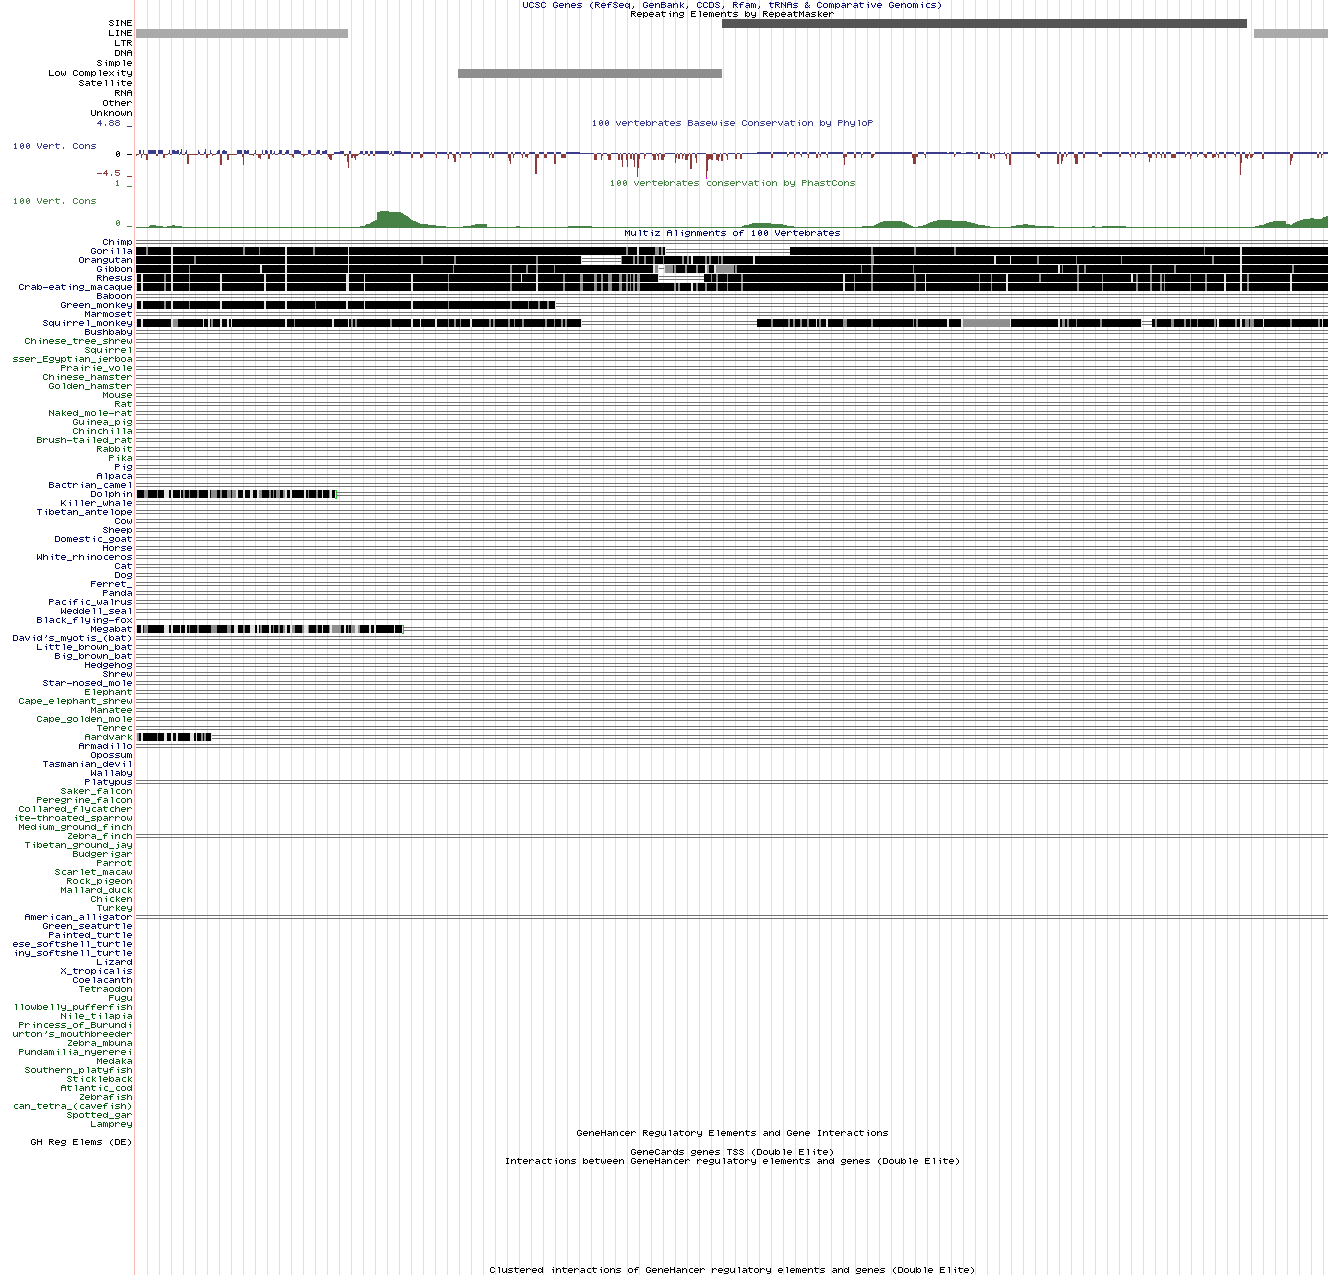 UCSC Genes (RefSeq, GenBank, CCDS, Rfam, tRNAs & Comparative Genomics)
Repeating Elements by RepeatMasker
SINE
LINE
LTR
DNA
Simple
Low Complexity
Satellite
RNA
Other
Unknown
4.88 _
100 vertebrates Basewise Conservation by PhyloP
100 Vert. Cons
0 _
-4.5 _
100 vertebrates conservation by PhastCons
1 _
100 Vert. Cons
0 _
Multiz Alignments of 100 Vertebrates
Chimp
Gorilla
Orangutan
Gibbon
Rhesus
Crab-eating_macaque
Baboon
Green_monkey
Marmoset
Squirrel_monkey
Bushbaby
Chinese_tree_shrew
Squirrel
sser_Egyptian_jerboa
Prairie_vole
Chinese_hamster
Golden_hamster
Mouse
Rat
Naked_mole-rat
Guinea_pig
Chinchilla
Brush-tailed_rat
Rabbit
Pika
Pig
Alpaca
Bactrian_camel
Dolphin
Killer_whale
Tibetan_antelope
Cow
Sheep
Domestic_goat
Horse
White_rhinoceros
Cat
Dog
Ferret_
Panda
Pacific_walrus
Weddell_seal
Black_flying-fox
Megabat
David's_myotis_(bat)
Little_brown_bat
Big_brown_bat
Hedgehog
Shrew
Star-nosed_mole
Elephant
Cape_elephant_shrew
Manatee
Cape_golden_mole
Tenrec
Aardvark
Armadillo
Opossum
Tasmanian_devil
Wallaby
Platypus
Saker_falcon
Peregrine_falcon
Collared_flycatcher
ite-throated_sparrow
Medium_ground_finch
Zebra_finch
Tibetan_ground_jay
Budgerigar
Parrot
Scarlet_macaw
Rock_pigeon
Mallard_duck
Chicken
Turkey
American_alligator
Green_seaturtle
Painted_turtle
ese_softshell_turtle
iny_softshell_turtle
Lizard
X_tropicalis
Coelacanth
Tetraodon
Fugu
llowbelly_pufferfish
Nile_tilapia
Princess_of_Burundi
urton's_mouthbreeder
Zebra_mbuna
Pundamilia_nyererei
Medaka
Southern_platyfish
Stickleback
Atlantic_cod
Zebrafish
can_tetra_(cavefish)
Spotted_gar
Lamprey
GeneHancer Regulatory Elements and Gene Interactions
GH Reg Elems (DE)
GeneCards genes TSS (Double Elite)
Interactions between GeneHancer regulatory elements and genes (Double Elite)
Clustered interactions of GeneHancer regulatory elements and genes (Double Elite)